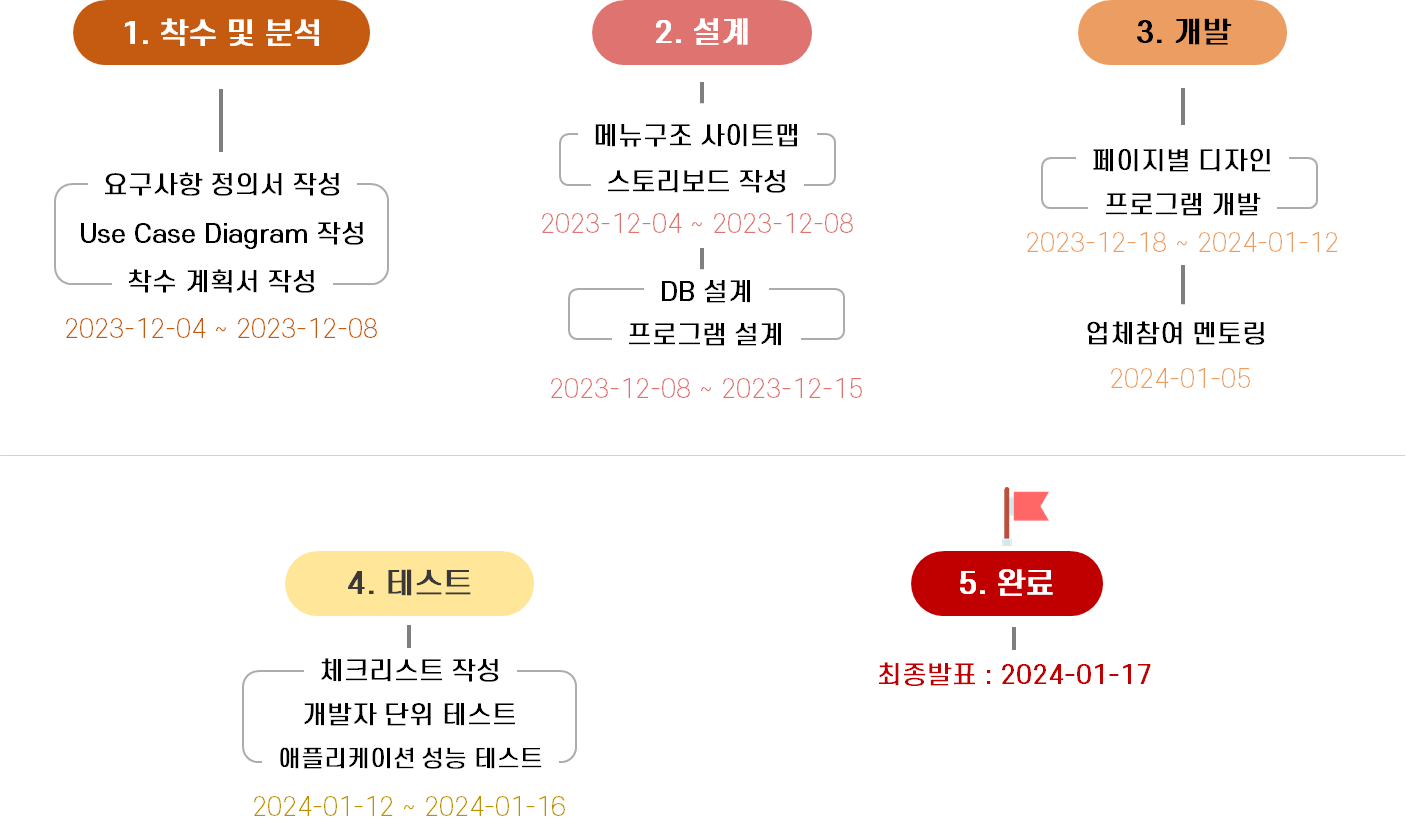 1. 착수 및 분석
요구사항 정의서 작성
Use Case Diagram 작성
착수 계획서 작성
2023-12-04 ~ 2023-12-08
2. 설계
메뉴구조 사이트맵
스토리보드 작성
2023-12-04 ~ 2023-12-08
DB 설계
프로그램 설계
2023-12-08 ~ 2023-12-15
3. 개발
페이지별 디자인
프로그램 개발
2023-12-18 ~ 2024-01-12
업체참여 멘토링
2024-01-05
4. 테스트
체크리스트 작성
개발자 단위 테스트
애플리케이션 성능 테스트
2024-01-12 ~ 2024-01-16
5. 완료
최종발표 : 2024-01-17